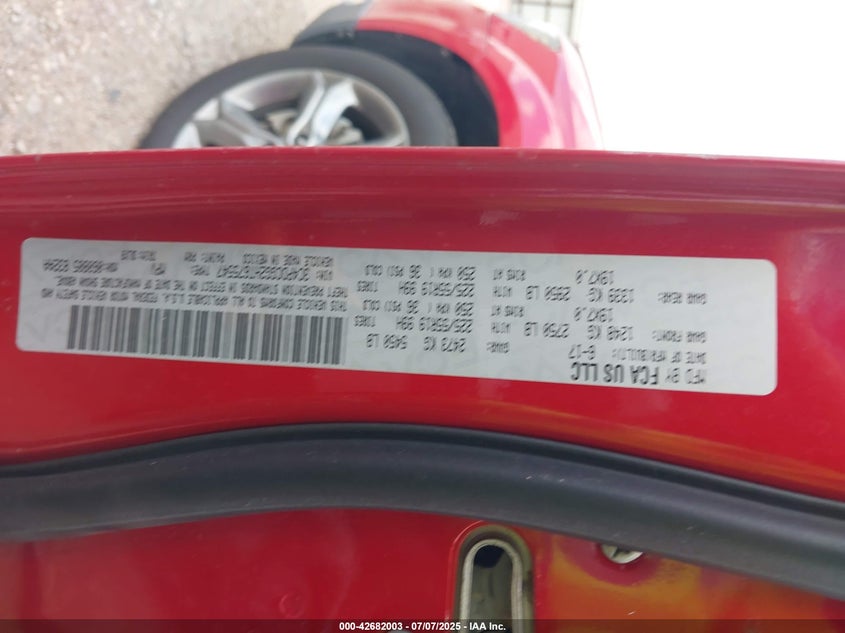 MFD BY FCA US LLC
DATE OF MFR(BUILT): 6-17
GVWR: 2473 KG 5450 LB
GAWR FRONT: 1248 KG 2750 LB WITH 225/55R19 99H TIRES
19X7.0 RIMS AT 250 KPA ( 36 PSI) COLD
GAWR REAR: 1339 KG 2950 LB WITH 225/55R19 99H TIRES
19X7.0 RIMS AT 250 KPA ( 36 PSI) COLD
THIS VEHICLE CONFORMS TO ALL APPLICABLE U.S.A. FEDERAL MOTOR VEHICLE SAFETY AND
THEFT PREVENTION STANDARDS IN EFFECT ON THE DATE OF MANUFACTURE SHOWN ABOVE.
VIN: TYPE: MPV
VEHICLE MADE IN MEXICO PAINT: PRM
000-42682003 | 07/07/2025 - IAA Inc.